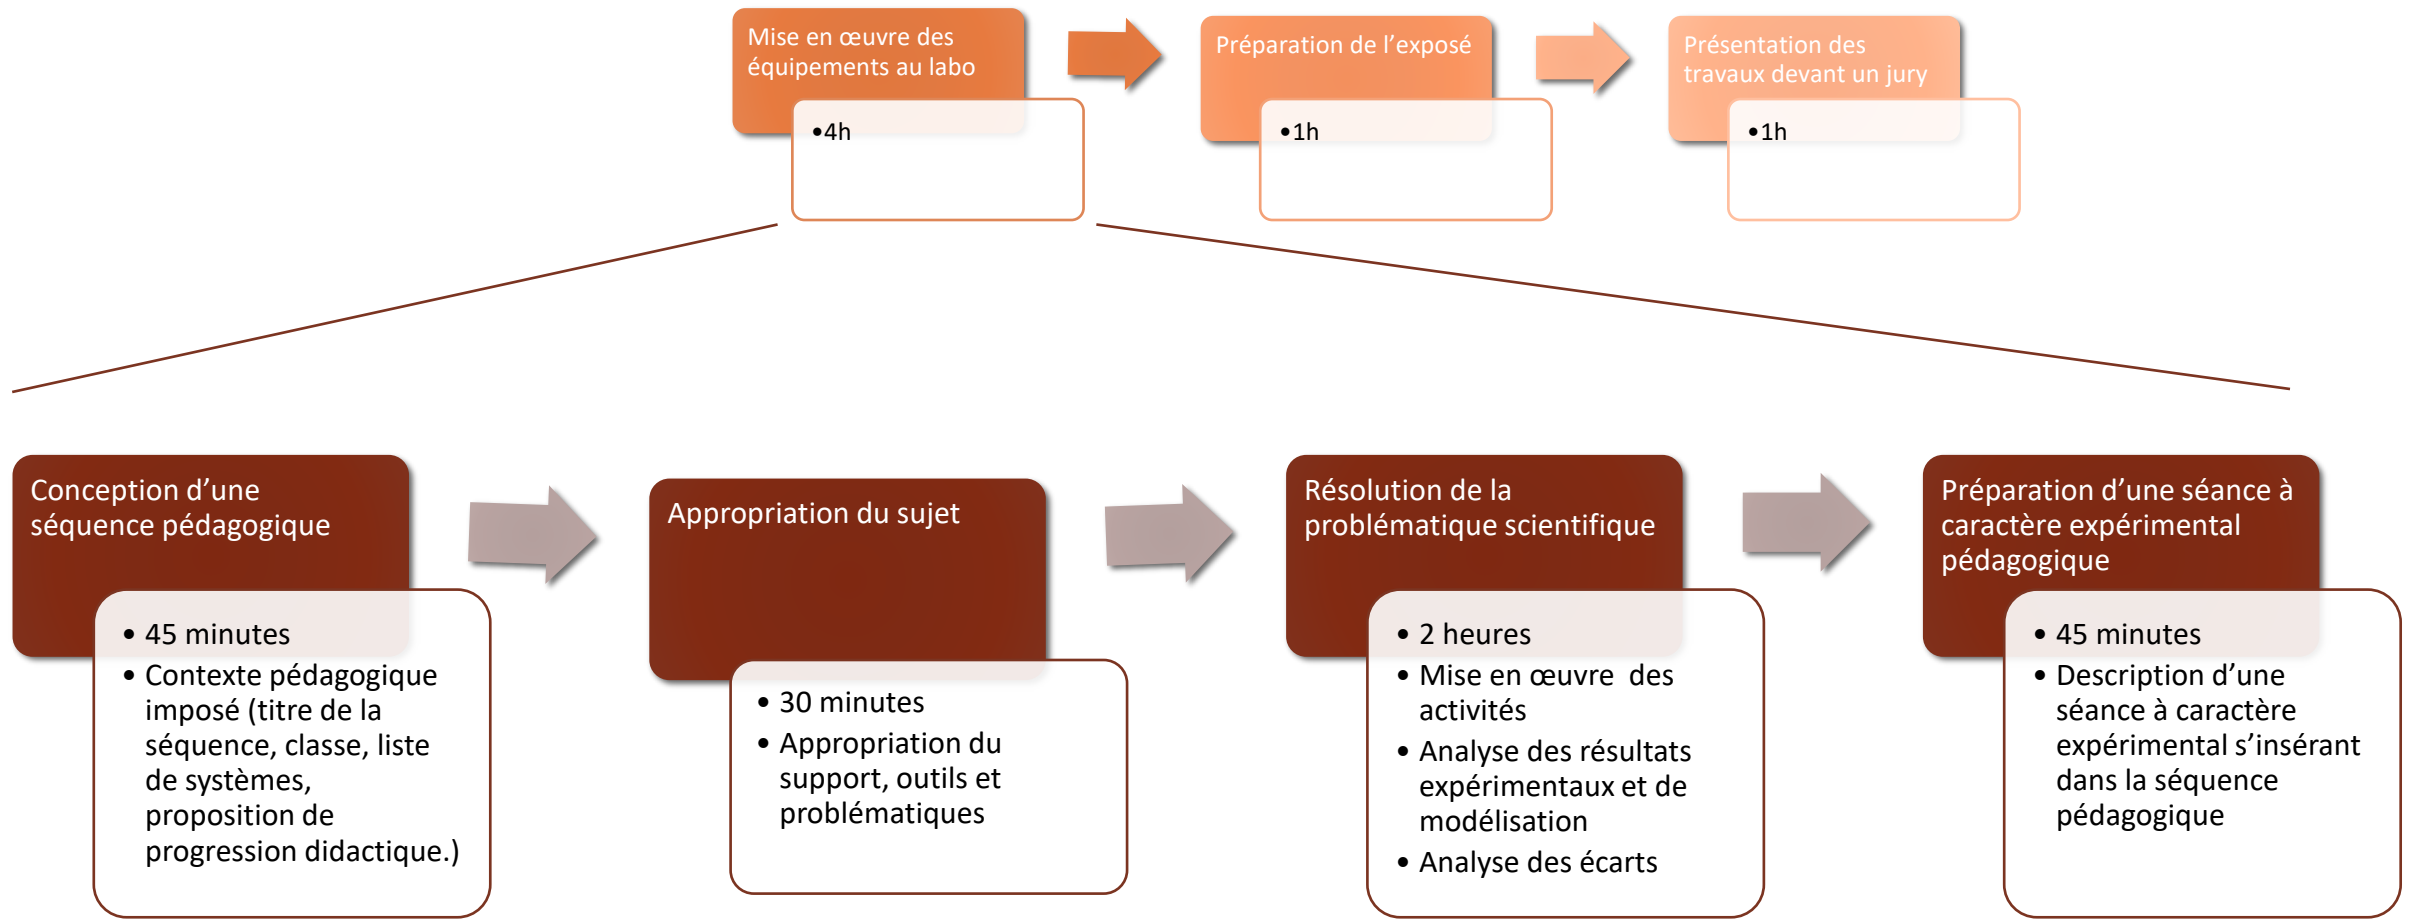 Mise en œuvre des
équipements au labo
•4h
Préparation de l’exposé
•1h
Présentation des
travaux devant un jury
•1h
Conception d’une
séquence pédagogique
• 45 minutes
• Contexte pédagogique
imposé (titre de la
séquence, classe, liste
de systèmes,
proposition de
progression didactique.)
Appropriation du sujet
• 30 minutes
• Appropriation du
support, outils et
problématiques
Résolution de la
problématique scientifique
• 2 heures
• Mise en œuvre  des
activités
• Analyse des résultats
expérimentaux et de
modélisation
• Analyse des écarts
Préparation d’une séance à
caractère expérimental
pédagogique
• 45 minutes
• Description d’une
séance à caractère
expérimental s’insérant
dans la séquence
pédagogique